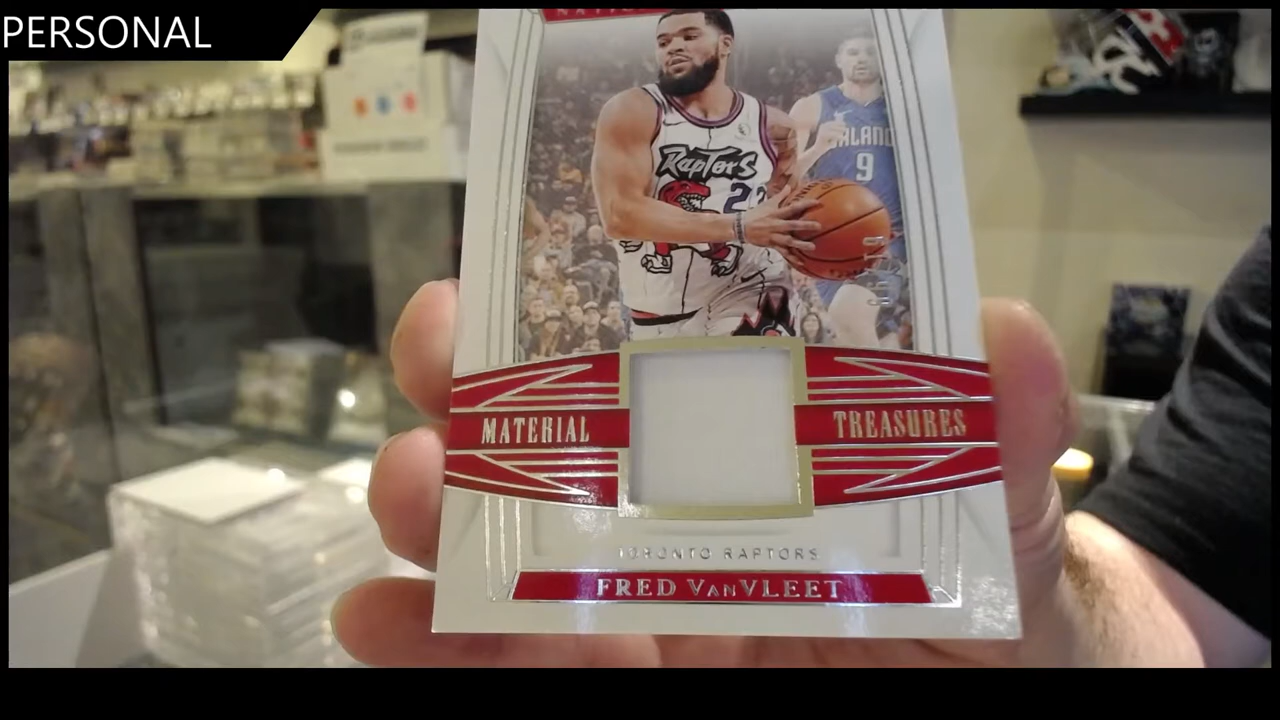 PERSONAL
RAPTORS
ORLANDO
9
MATERIAL TREASURES
TORONTO RAPTORS
FRED VANVLEET